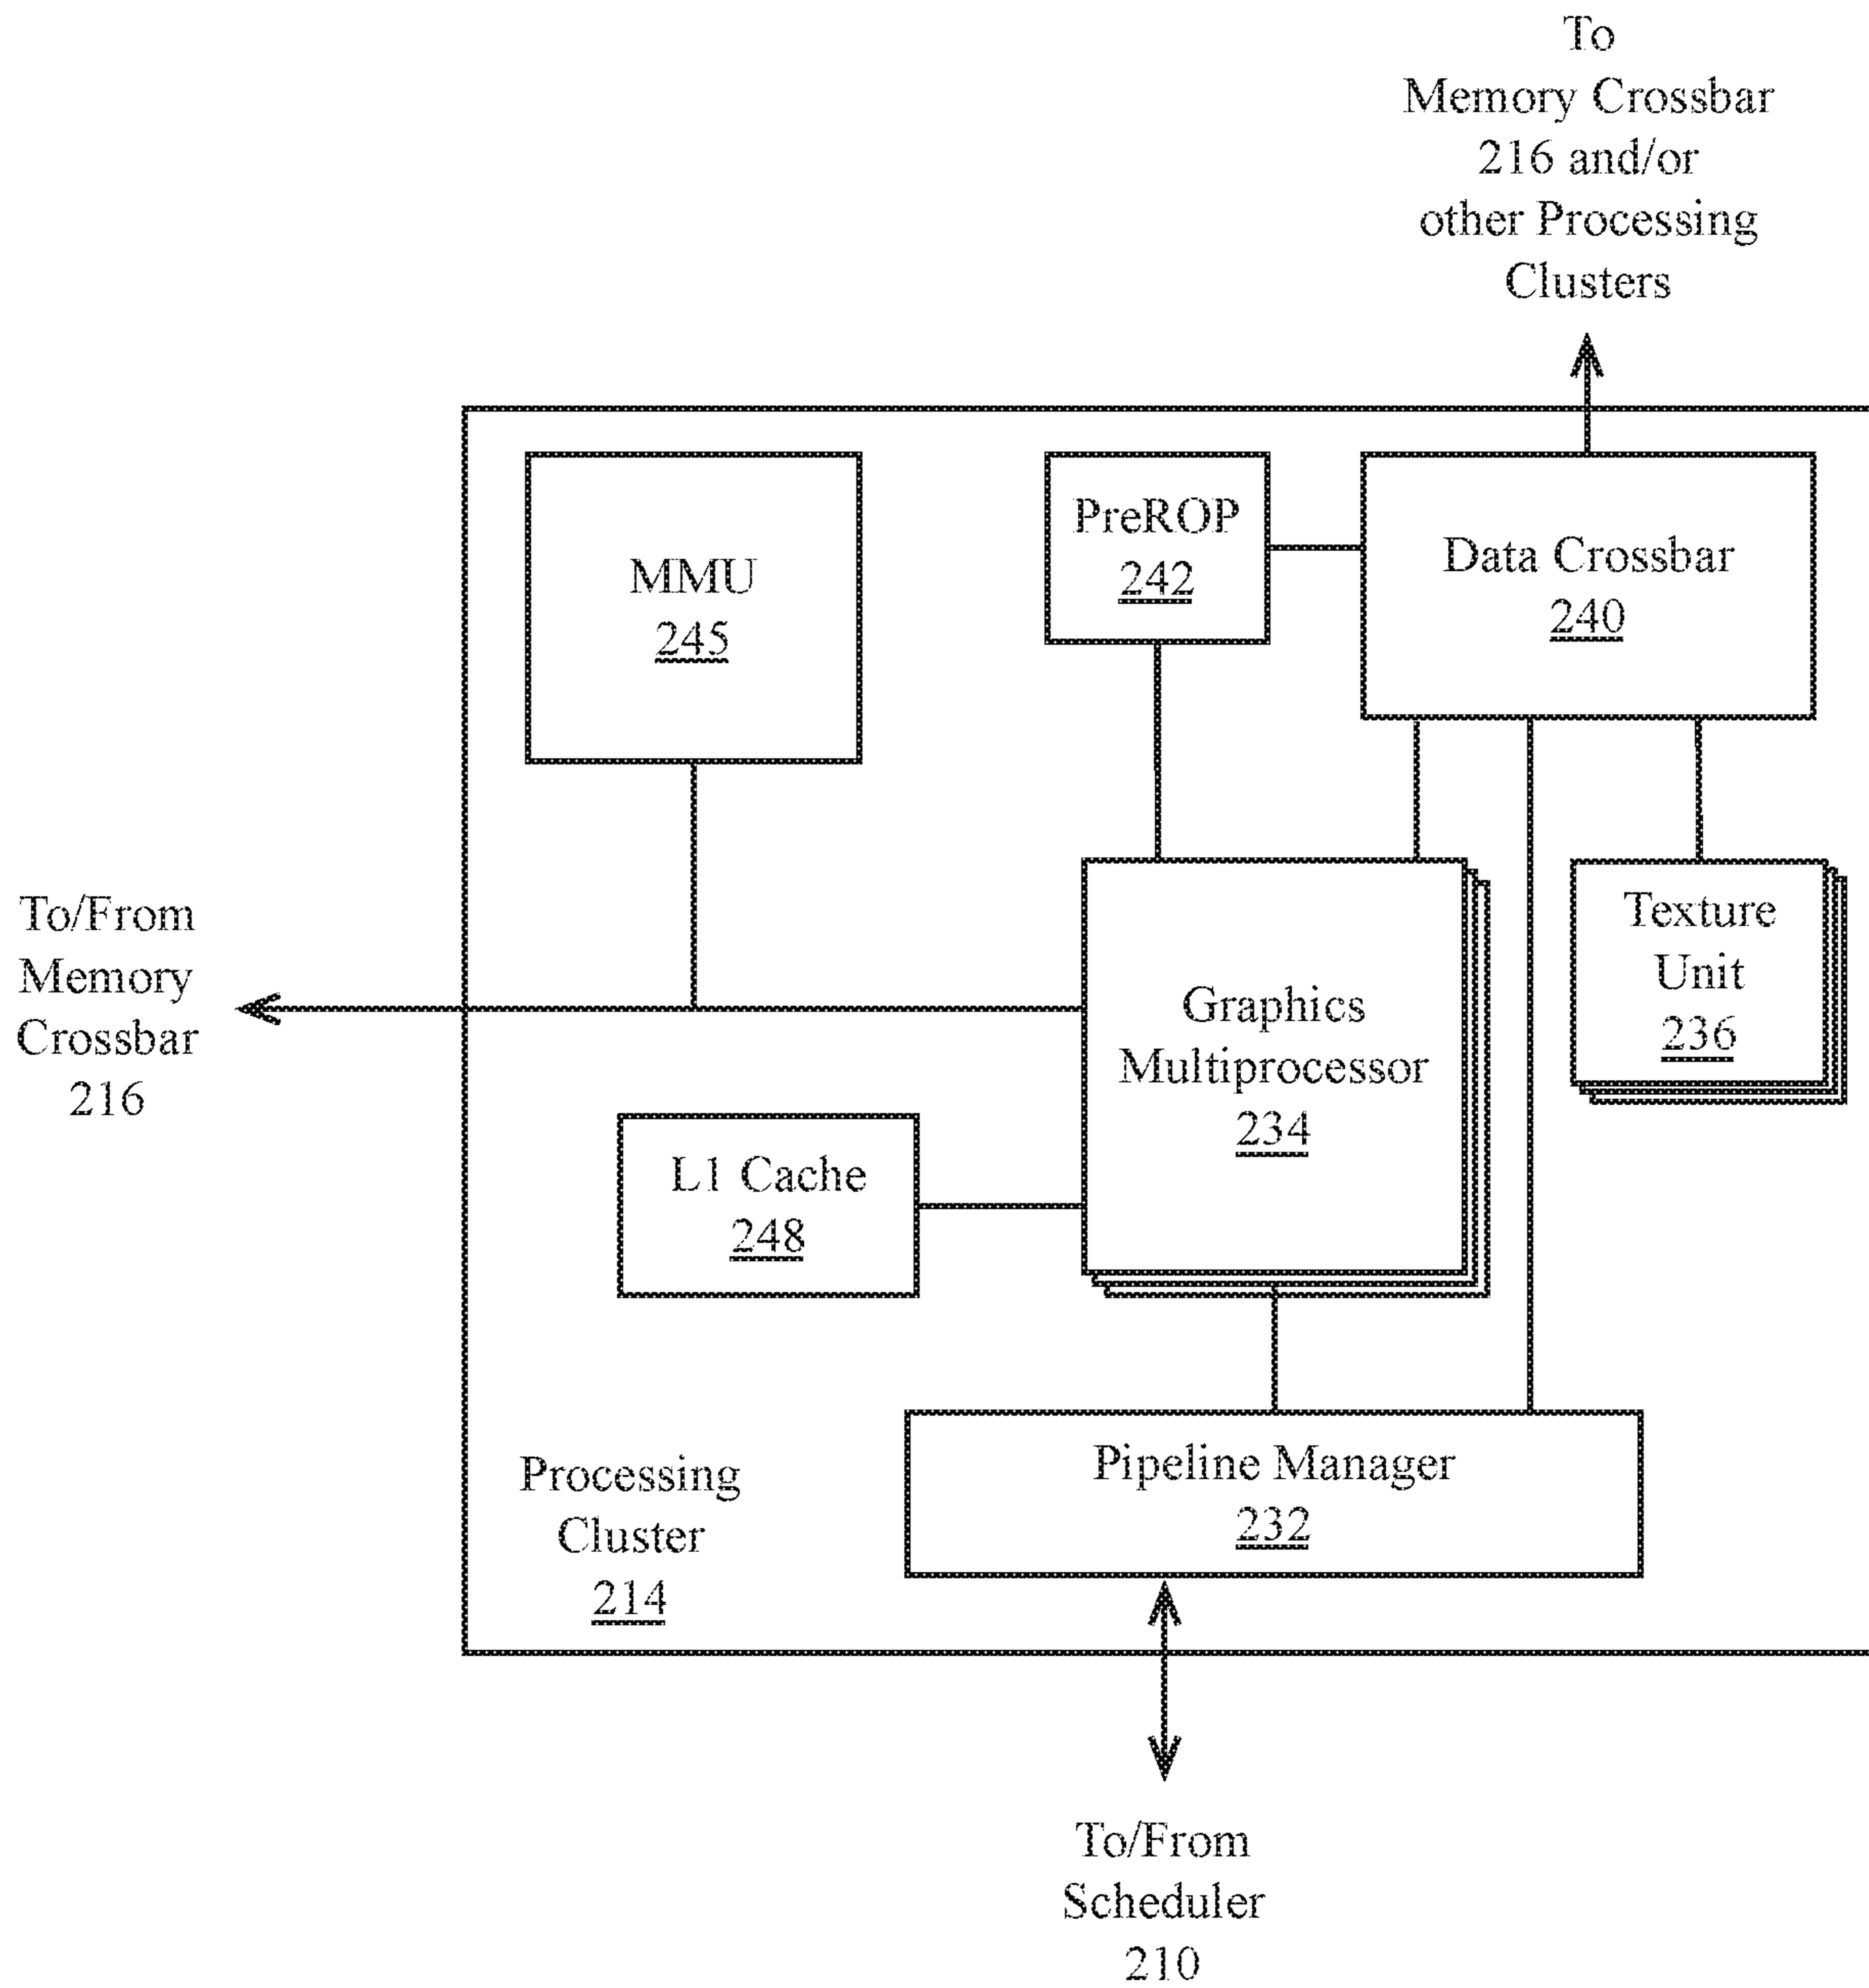 To
Memory Crossbar
216 and/or
other Processing
Clusters
MMU
245
PreROP
242
Data Crossbar
240
To/From
Memory
Crossbar
216
Graphics
Multiprocessor
234
Texture
Unit
236
L1 Cache
248
Processing
Cluster
214
Pipeline Manager
232
To/From
Scheduler
210